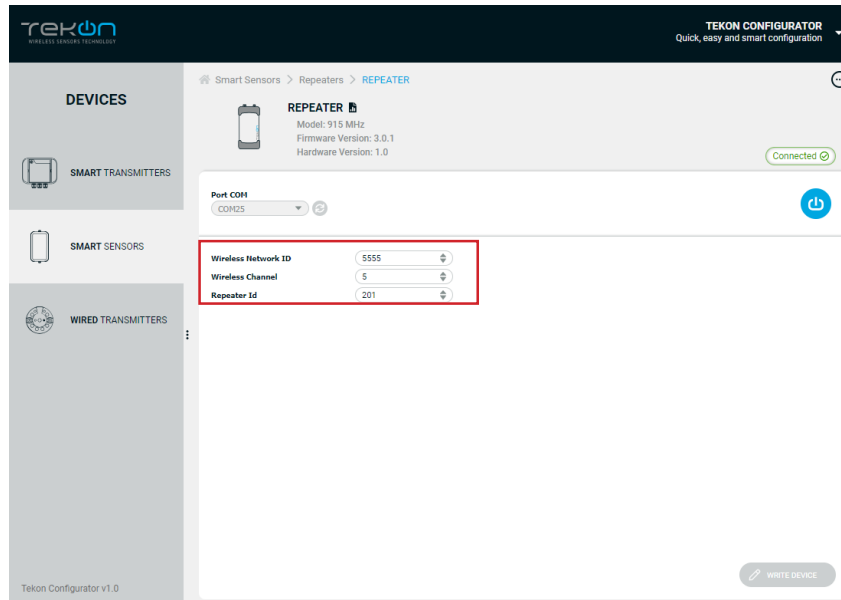 TEKON
WIRELESS SENSORS TECHNOLOGY
TEKON CONFIGURATOR
Quick, easy and smart configuration
DEVICES
SMART TRANSMITTERS
SMART SENSORS
WIRED TRANSMITTERS
Tekon Configurator v1.0
Smart Sensors > Repeaters > REPEATER
REPEATER
Model: 915 MHz
Firmware Version: 3.0.1
Hardware Version: 1.0
Connected
Port COM
COM25
Wireless Network ID 5555
Wireless Channel 5
Repeater Id 201
WRITE DEVICE